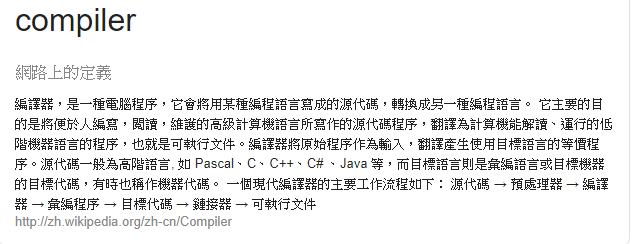 compiler
網路上的定義
編譯器，是一種電腦程序，它會將用某種編程語言寫成的源代碼，轉換成另一種編程語言。 它主要的目
的是將便於人編寫，閱讀，維護的高級計算機語言所寫作的源代碼程序，翻譯為計算機能解讀、運行的低
階機器語言的程序，也就是可執行文件。編譯器將原始程序作為輸入，翻譯產生使用目標語言的等價程
序。源代碼一般為高階語言, 如 Pascal、C、C++、C# 、Java 等，而目標語言則是彙編語言或目標機器
的目標代碼，有時也稱作機器代碼。 一個現代編譯器的主要工作流程如下： 源代碼 → 預處理器 → 編譯
器 → 彙編程序 → 目標代碼 → 鏈接器 → 可執行文件
http://zh.wikipedia.org/zh-cn/Compiler